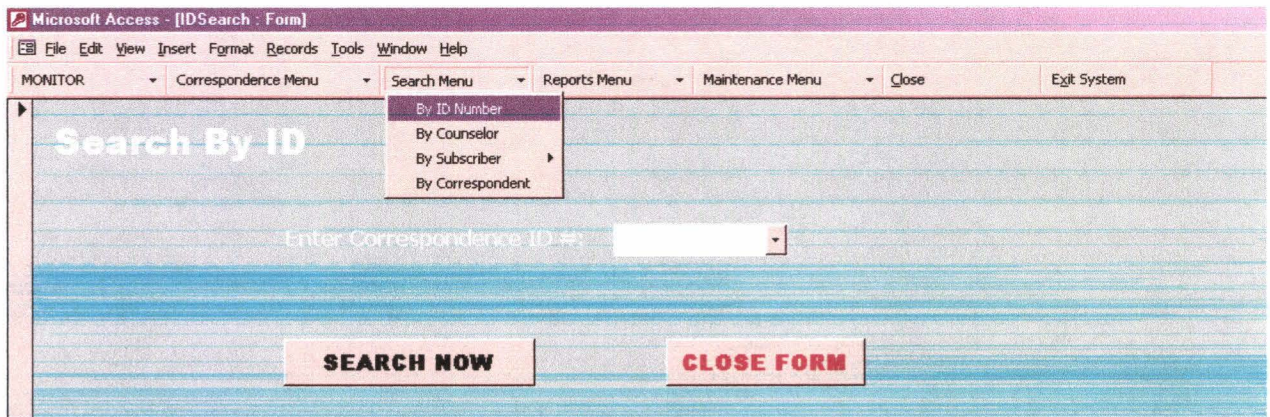 Microsoft Access - [IDSearch : Form]
File Edit View Insert Format Records Tools Window Help
MONITOR Correspondence Menu Search Menu Reports Menu Maintenance Menu Close Exit System
By ID Number
By Counselor
By Subscriber
By Correspondent
Search By ID
Enter Correspondence ID #:
SEARCH NOW CLOSE FORM